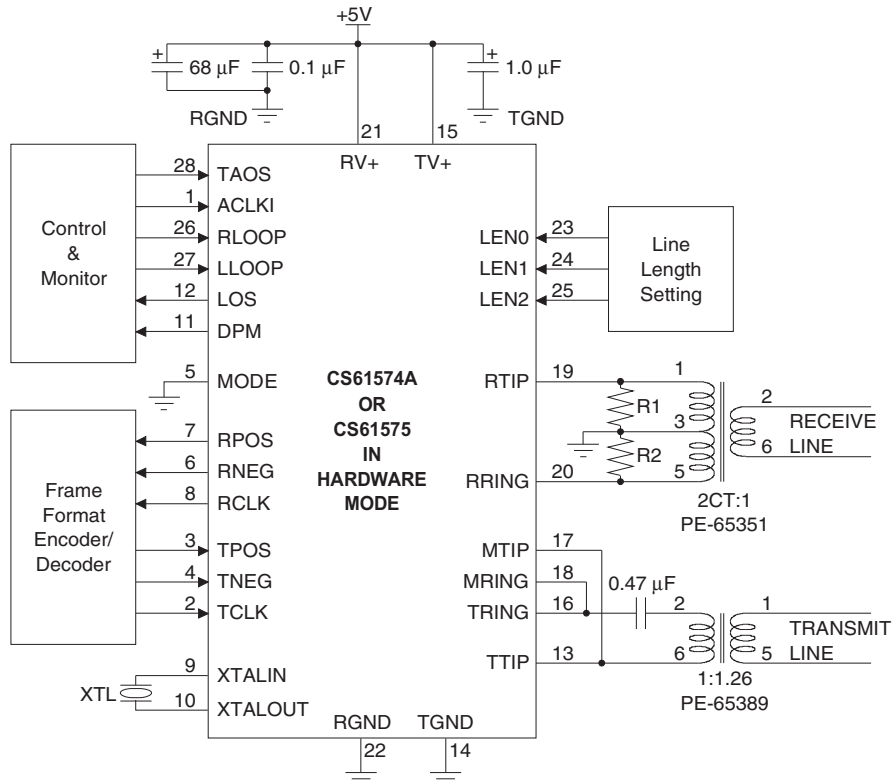 +5V
+
68 μF
0.1 μF
+
1.0 μF
RGND
TGND
21
15
RV+
TV+
Control
&
Monitor
28
TAOS
1
ACLKI
26
RLOOP
27
LLOOP
12
LOS
11
DPM
LEN0
23
LEN1
24
LEN2
25
Line
Length
Setting
5
MODE
CS61574A
OR
CS61575
IN
HARDWARE
MODE
RTIP
19
R1
R2
RRING
20
1
3
5
2
6
RECEIVE
LINE
2CT:1
PE-65351
Frame
Format
Encoder/
Decoder
7
RPOS
6
RNEG
8
RCLK
3
TPOS
4
TNEG
2
TCLK
MTIP
17
MRING
18
TRING
16
TTIP
13
0.47 μF
2
6
1
5
TRANSMIT
LINE
1:1.26
PE-65389
XTL
9
XTALIN
10
XTALOUT
RGND
TGND
22
14